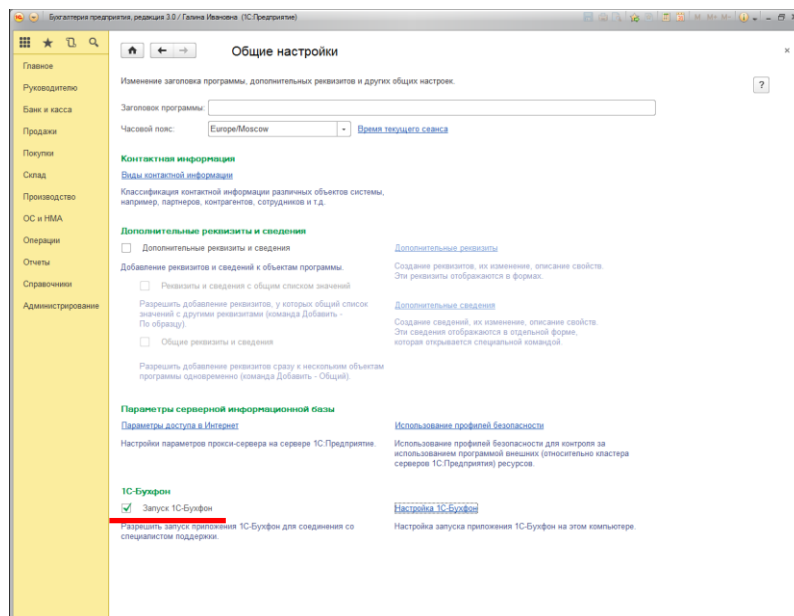 Бухгалтерия предприятия, редакция 3.0 / Галина Ивановна (1С:Предприятие)
M M+ M-
Общие настройки
Главное
Руководителю
Банк и касса
Продажи
Покупки
Склад
Производство
ОС и НМА
Операции
Отчеты
Справочники
Администрирование
Изменение заголовка программы, дополнительных реквизитов и других общих настроек.
?
Заголовок программы:
Часовой пояс: Europe/Moscow Время текущего сеанса
Контактная информация
Виды контактной информации
Классификация контактной информации различных объектов системы,
например, партнеров, контрагентов, сотрудников и т.д.
Дополнительные реквизиты и сведения
Дополнительные реквизиты и сведения
Добавление реквизитов и сведений к объектам программы.
Реквизиты и сведения с общим списком значений
Разрешить добавление реквизитов, у которых общий список
значений с другими реквизитами (команда Добавить -
По образцу).
Общие реквизиты и сведения
Разрешить добавление реквизитов сразу к нескольким объектам
программы одновременно (команда Добавить - Общий).
Дополнительные реквизиты
Создание реквизитов, их изменение, описание свойств.
Эти реквизиты отображаются в формах.
Дополнительные сведения
Создание сведений, их изменение, описание свойств.
Эти сведения отображаются в отдельной форме,
которая открывается специальной командой.
Параметры серверной информационной базы
Параметры доступа в Интернет
Настройки параметров прокси-сервера на сервере 1С:Предприятие.
Использование профилей безопасности
Использование профилей безопасности для контроля за
использованием программой внешних (относительно кластера
серверов 1С:Предприятия) ресурсов.
1С-Бухфон
Запуск 1С-Бухфон
Разрешить запуск приложения 1С-Бухфон для соединения со
специалистом поддержки.
Настройка 1С-Бухфон
Настройка запуска приложения 1С-Бухфон на этом компьютере.